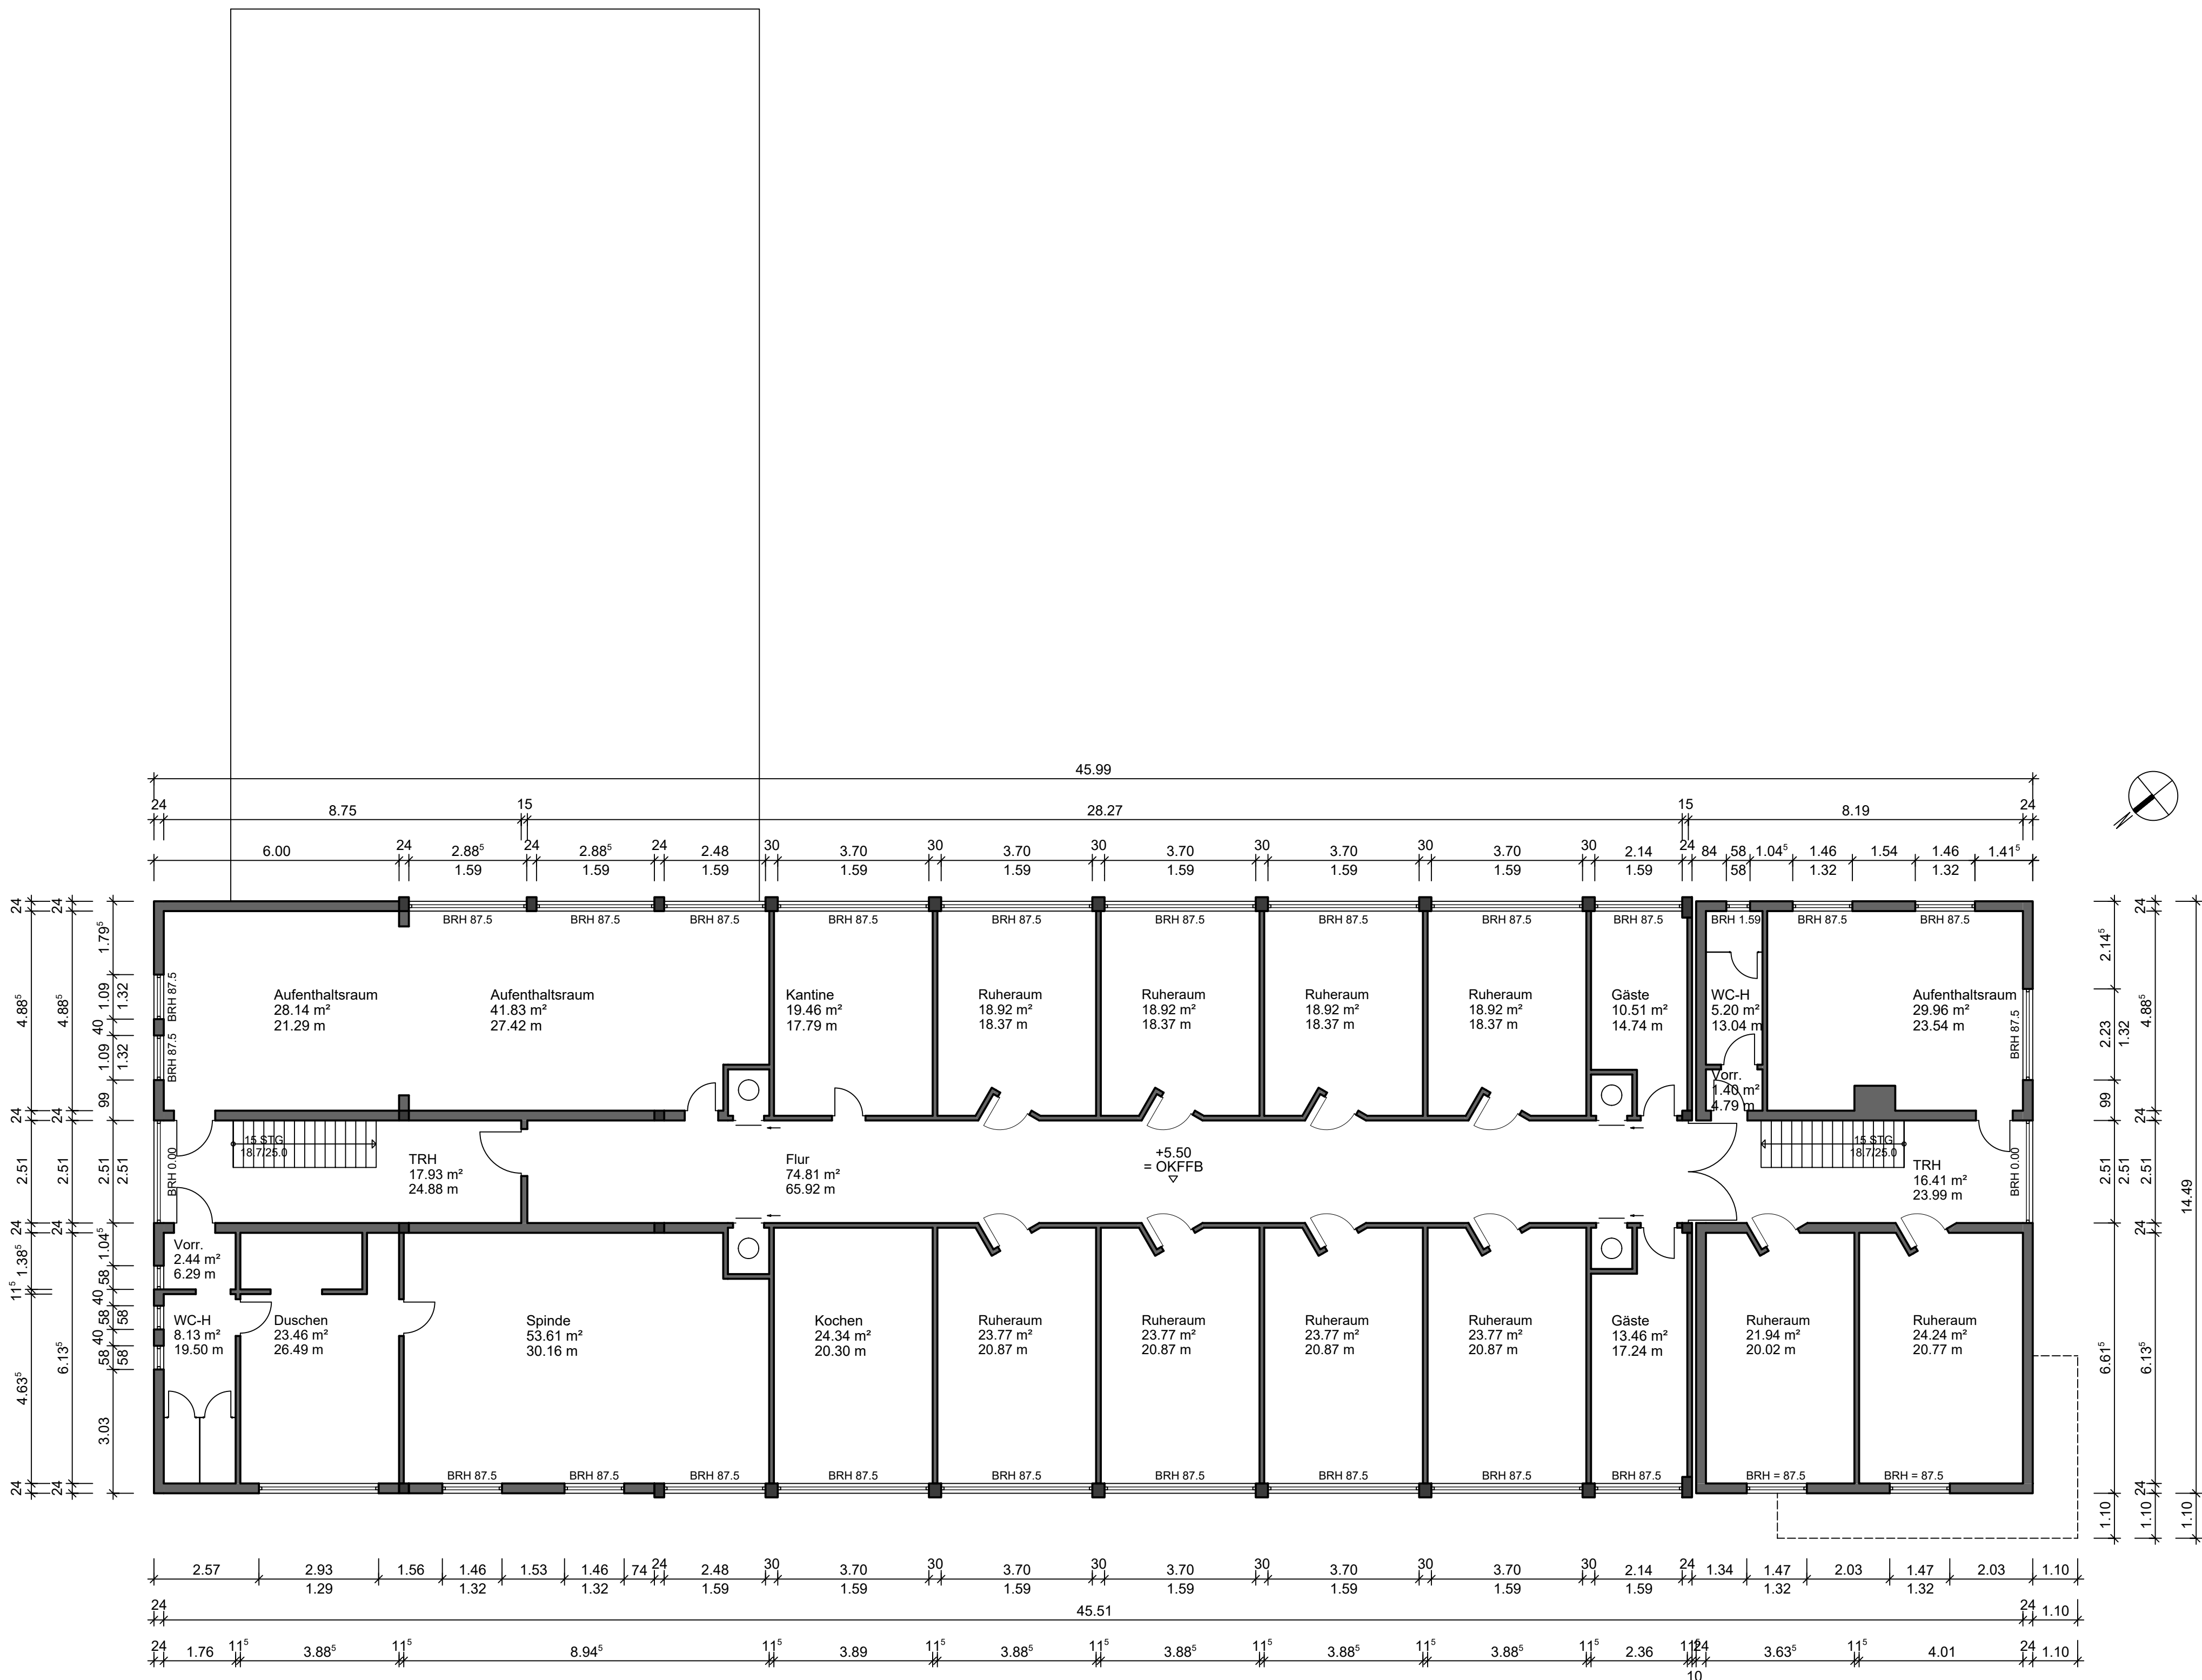 45.99
24 8.75 15 28.27 15 8.19 24
6.00 24 2.88⁵ 24 2.88⁵ 24 2.48 30 3.70 30 3.70 30 3.70 30 3.70 30 3.70 30 2.14 24 84 58 1.04⁵ 1.46 1.54 1.46 1.41⁵
1.59 1.59 1.59 1.59 1.59 1.59 1.59 1.59 1.59 58 1.32 1.32
BRH 87.5 BRH 87.5 BRH 87.5 BRH 87.5 BRH 87.5 BRH 87.5 BRH 87.5 BRH 87.5 BRH 87.5 BRH 1.59 BRH 87.5 BRH 87.5
24 4.88⁵ 24 2.51 24 1.38⁵ 11⁵ 4.63⁵ 24
24 4.88⁵ 24 2.51 24 6.13⁵ 24
1.79⁵ 1.09 40 1.09 99 2.51 1.04⁵ 58 40 58 40 58 3.03
1.32 1.32 2.51 58 58
BRH 87.5
BRH 87.5
BRH 0.00
Aufenthaltsraum
28.14 m²
21.29 m
Aufenthaltsraum
41.83 m²
27.42 m
Kantine
19.46 m²
17.79 m
Ruheraum
18.92 m²
18.37 m
Ruheraum
18.92 m²
18.37 m
Ruheraum
18.92 m²
18.37 m
Ruheraum
18.92 m²
18.37 m
Gäste
10.51 m²
14.74 m
WC-H
5.20 m²
13.04 m
Vorr.
1.40 m²
4.79 m
Aufenthaltsraum
29.96 m²
23.54 m
BRH 87.5
15 STG
18.7/25.0
TRH
17.93 m²
24.88 m
Flur
74.81 m²
65.92 m
+5.50
= OKFFB
15 STG
18.7/25.0
TRH
16.41 m²
23.99 m
BRH 0.00
Vorr.
2.44 m²
6.29 m
WC-H
8.13 m²
19.50 m
Duschen
23.46 m²
26.49 m
Spinde
53.61 m²
30.16 m
Kochen
24.34 m²
20.30 m
Ruheraum
23.77 m²
20.87 m
Ruheraum
23.77 m²
20.87 m
Ruheraum
23.77 m²
20.87 m
Ruheraum
23.77 m²
20.87 m
Gäste
13.46 m²
17.24 m
Ruheraum
21.94 m²
20.02 m
Ruheraum
24.24 m²
20.77 m
BRH 87.5 BRH 87.5 BRH 87.5 BRH 87.5 BRH 87.5 BRH 87.5 BRH 87.5 BRH 87.5 BRH 87.5 BRH = 87.5 BRH = 87.5
2.14⁵ 2.23 99 2.51 6.61⁵ 1.10
1.32 2.51
24 4.88⁵ 24 2.51 24 6.13⁵ 24 1.10
14.49 1.10
2.57 2.93 1.56 1.46 1.53 1.46 74 24 2.48 30 3.70 30 3.70 30 3.70 30 3.70 30 3.70 30 2.14 24 1.34 1.47 2.03 1.47 2.03 1.10
1.29 1.32 1.32 1.59 1.59 1.59 1.59 1.59 1.59 1.59 1.32 1.32
24 45.51 24 1.10
24 1.76 11⁵ 3.88⁵ 11⁵ 8.94⁵ 11⁵ 3.89 11⁵ 3.88⁵ 11⁵ 3.88⁵ 11⁵ 3.88⁵ 11⁵ 3.88⁵ 11⁵ 2.36 11⁵ 24 3.63⁵ 11⁵ 4.01 24 1.10
10